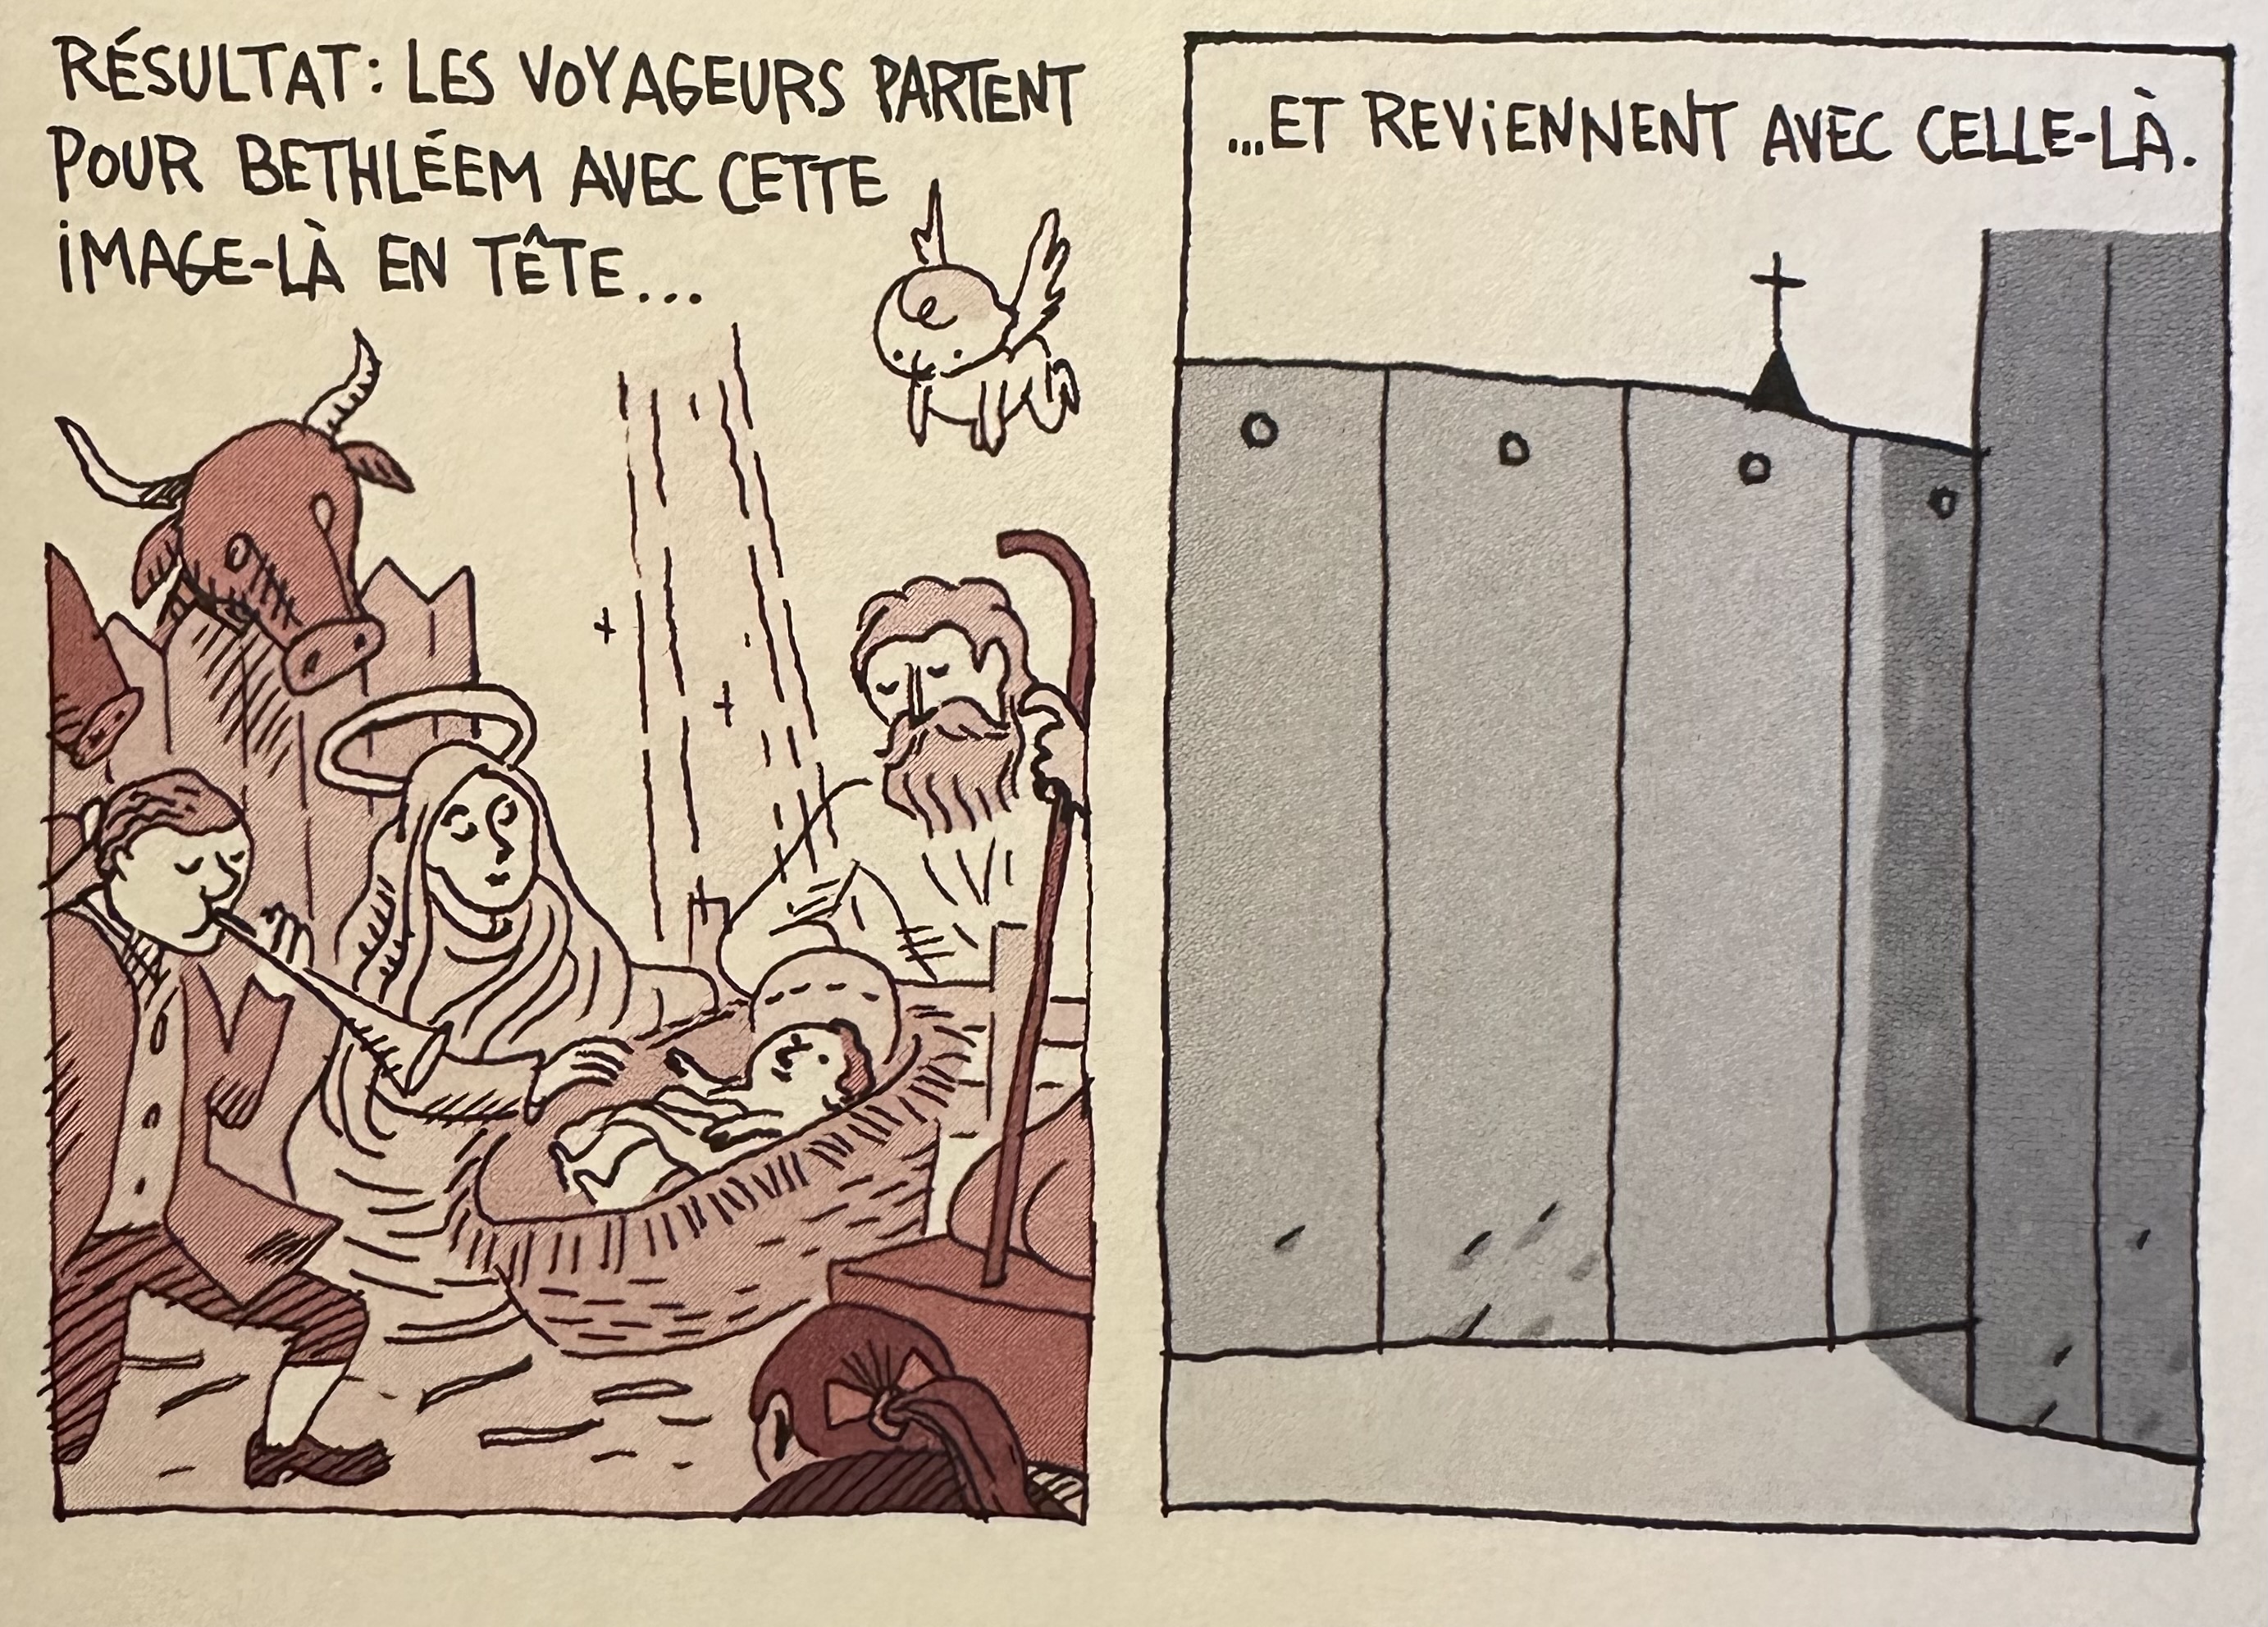 RÉSULTAT: LES VOYAGEURS PARTENT
POUR BETHLÉEM AVEC CETTE
IMAGE-LÀ EN TÊTE...
...ET REVIENNENT AVEC CELLE-LÀ.